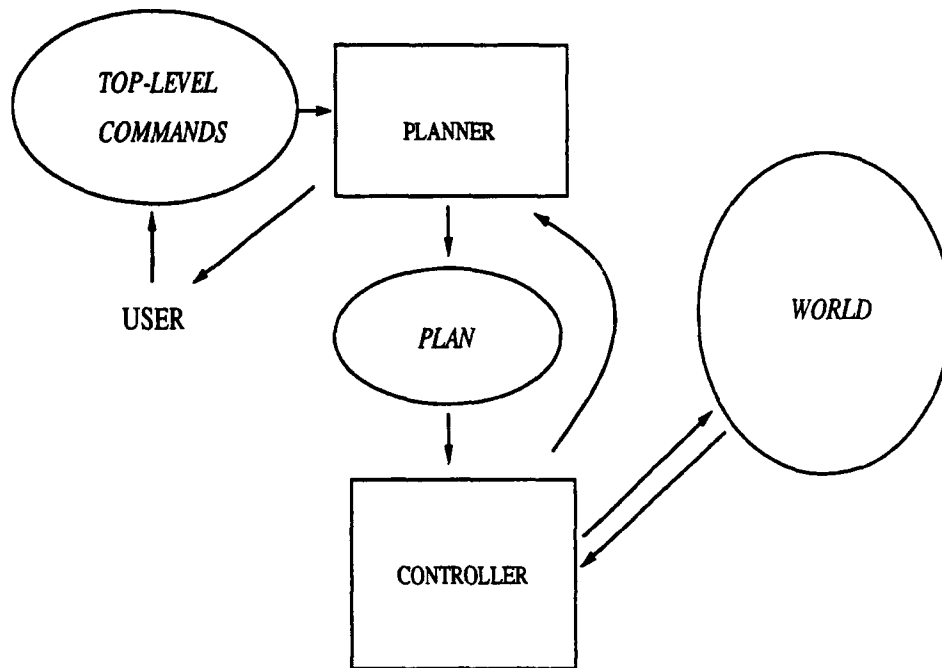 TOP-LEVEL
COMMANDS
PLANNER
USER
PLAN
WORLD
CONTROLLER